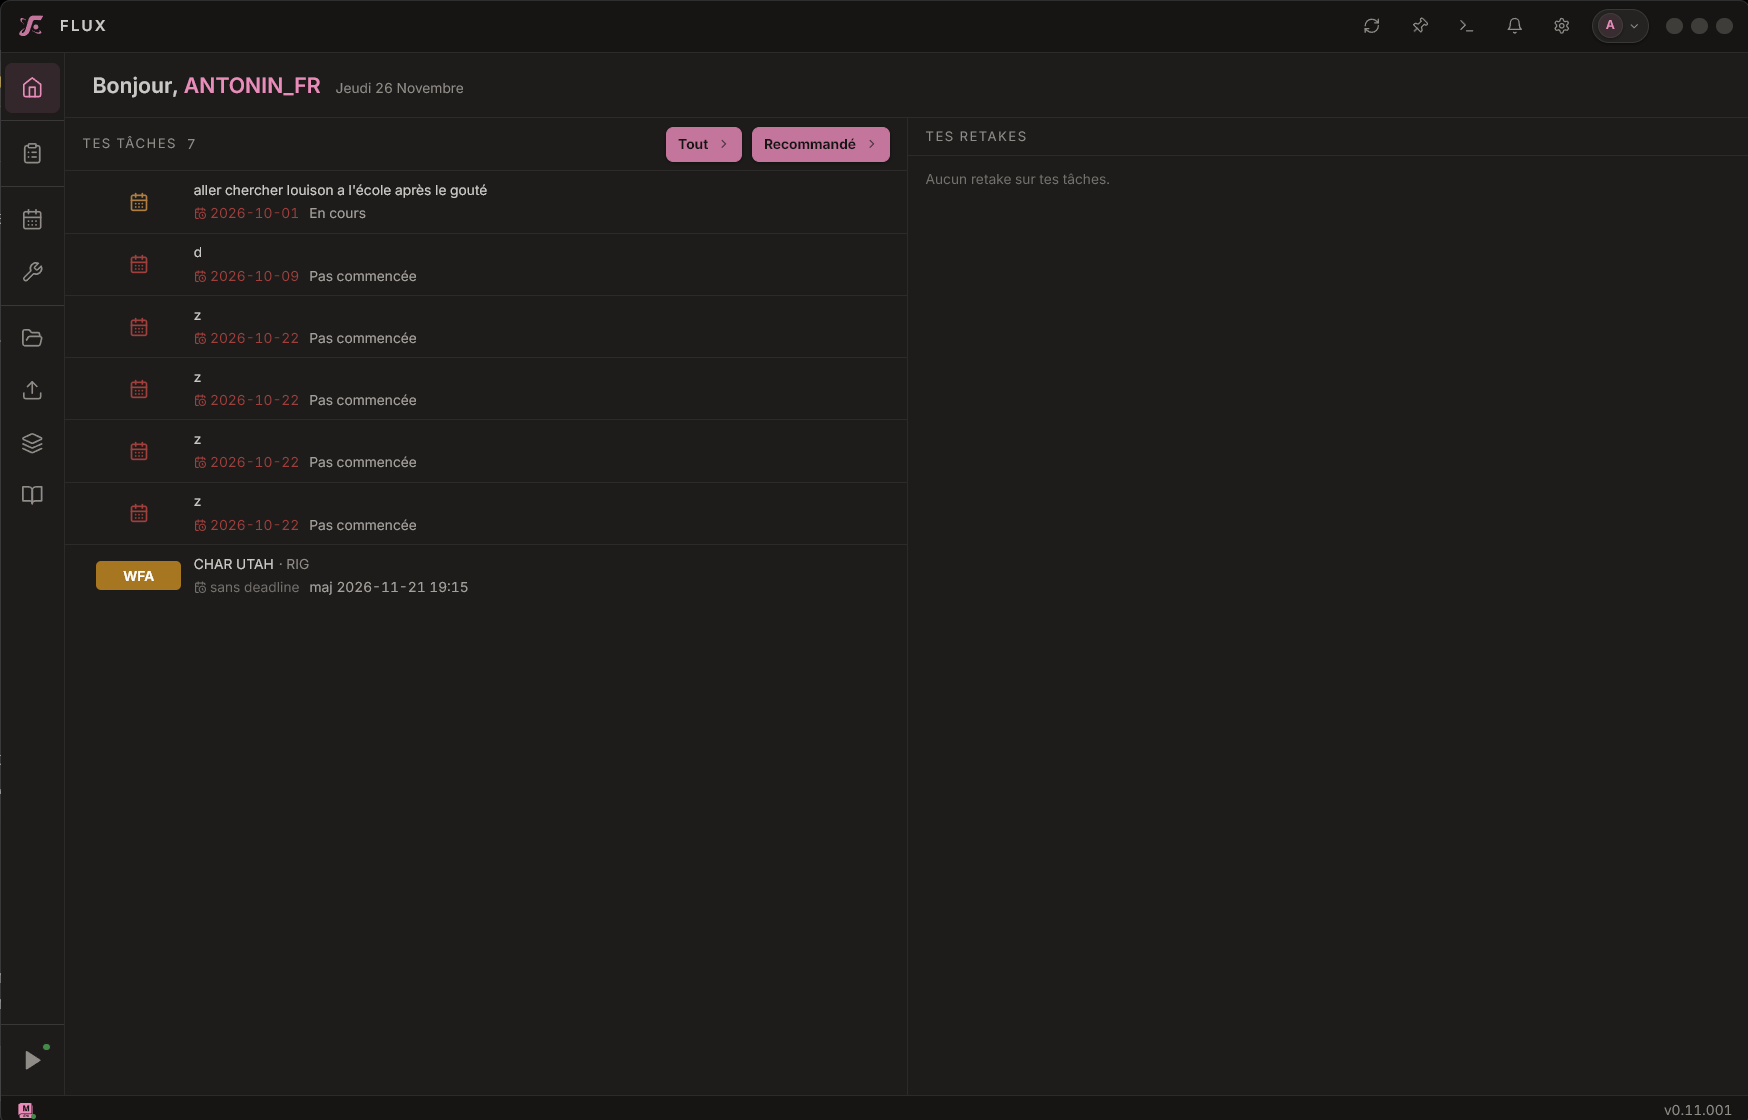 FLUX
A
Bonjour, ANTONIN_FR Jeudi 26 Novembre
TES TÂCHES 7
Tout
Recommandé
TES RETAKES
Aucun retake sur tes tâches.
aller chercher louison a l'école après le gouté
2026-10-01 En cours
d
2026-10-09 Pas commencée
z
2026-10-22 Pas commencée
z
2026-10-22 Pas commencée
z
2026-10-22 Pas commencée
z
2026-10-22 Pas commencée
WFA
CHAR UTAH · RIG
sans deadline maj 2026-11-21 19:15
M
v0.11.001